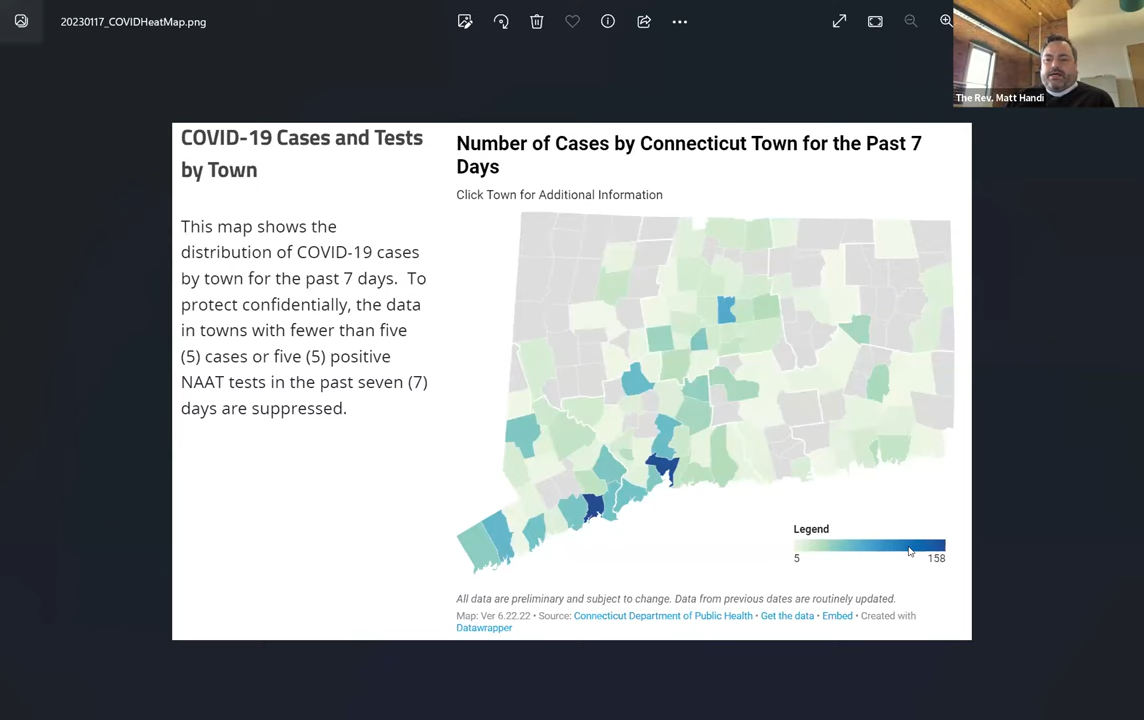 20230117_COVIDHeatMap.png
The Rev. Matt Handi
COVID-19 Cases and Tests
by Town
This map shows the
distribution of COVID-19 cases
by town for the past 7 days. To
protect confidentially, the data
in towns with fewer than five
(5) cases or five (5) positive
NAAT tests in the past seven (7)
days are suppressed.
Number of Cases by Connecticut Town for the Past 7
Days
Click Town for Additional Information
Legend
5 158
All data are preliminary and subject to change. Data from previous dates are routinely updated.
Map: Ver 6.22.22 • Source: Connecticut Department of Public Health • Get the data • Embed • Created with
Datawrapper